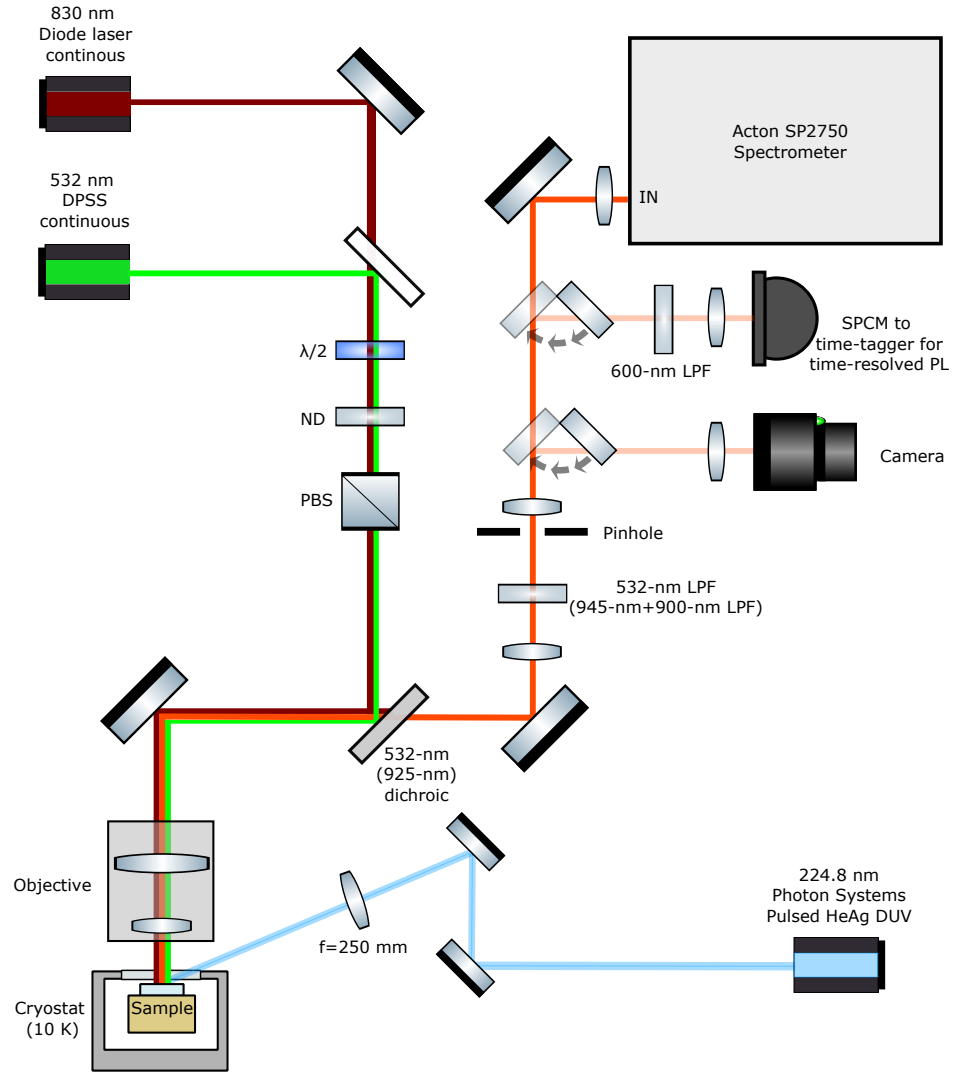 830 nm
Diode laser
continous
532 nm
DPSS
continuous
Acton SP2750
Spectrometer
IN
SPCM to
time-tagger for
time-resolved PL
600-nm LPF
λ/2
ND
PBS
Camera
Pinhole
532-nm LPF
(945-nm+900-nm LPF)
532-nm
(925-nm)
dichroic
Objective
f=250 mm
224.8 nm
Photon Systems
Pulsed HeAg DUV
Cryostat
(10 K)
Sample